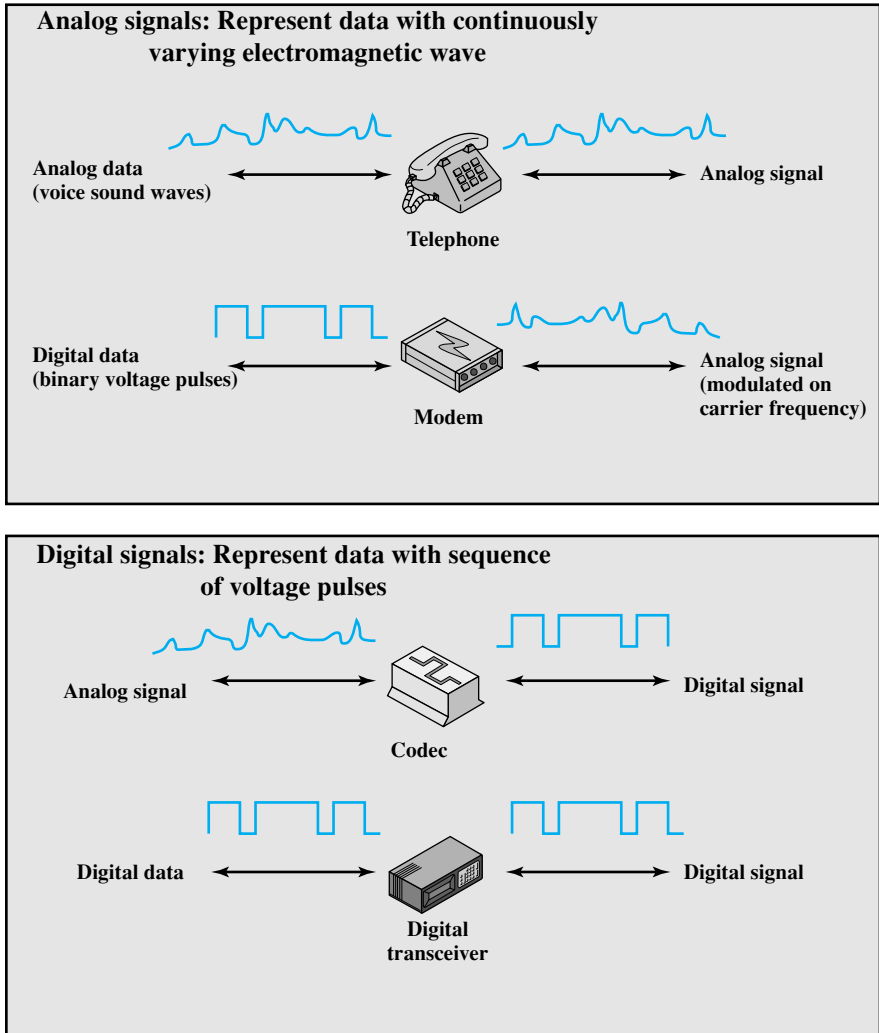 Analog signals: Represent data with continuously
varying electromagnetic wave
Analog data
(voice sound waves)
Telephone
Analog signal
Digital data
(binary voltage pulses)
Modem
Analog signal
(modulated on
carrier frequency)
Digital signals: Represent data with sequence
of voltage pulses
Analog signal
Codec
Digital signal
Digital data
Digital
transceiver
Digital signal